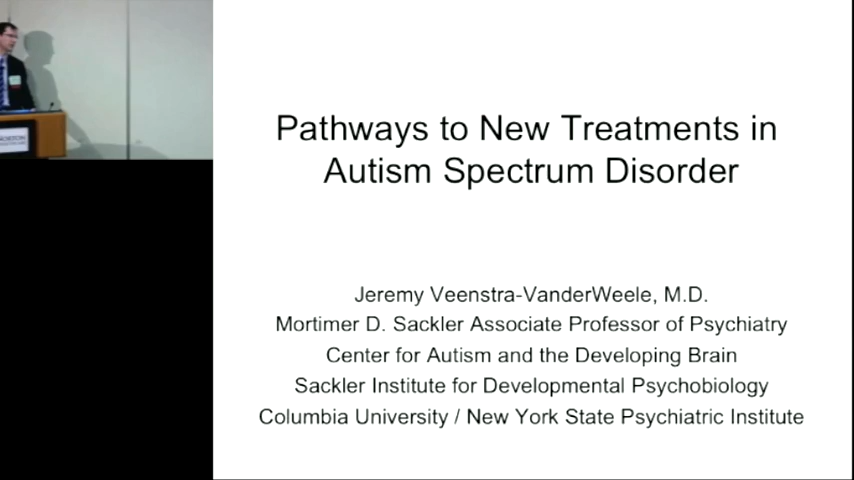 Pathways to New Treatments in
Autism Spectrum Disorder
Jeremy Veenstra-VanderWeele, M.D.
Mortimer D. Sackler Associate Professor of Psychiatry
Center for Autism and the Developing Brain
Sackler Institute for Developmental Psychobiology
Columbia University / New York State Psychiatric Institute